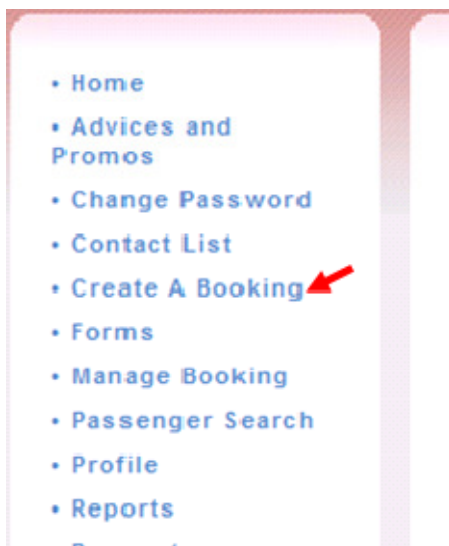 • Home
• Advices and
Promos
• Change Password
• Contact List
• Create A Booking
• Forms
• Manage Booking
• Passenger Search
• Profile
• Reports